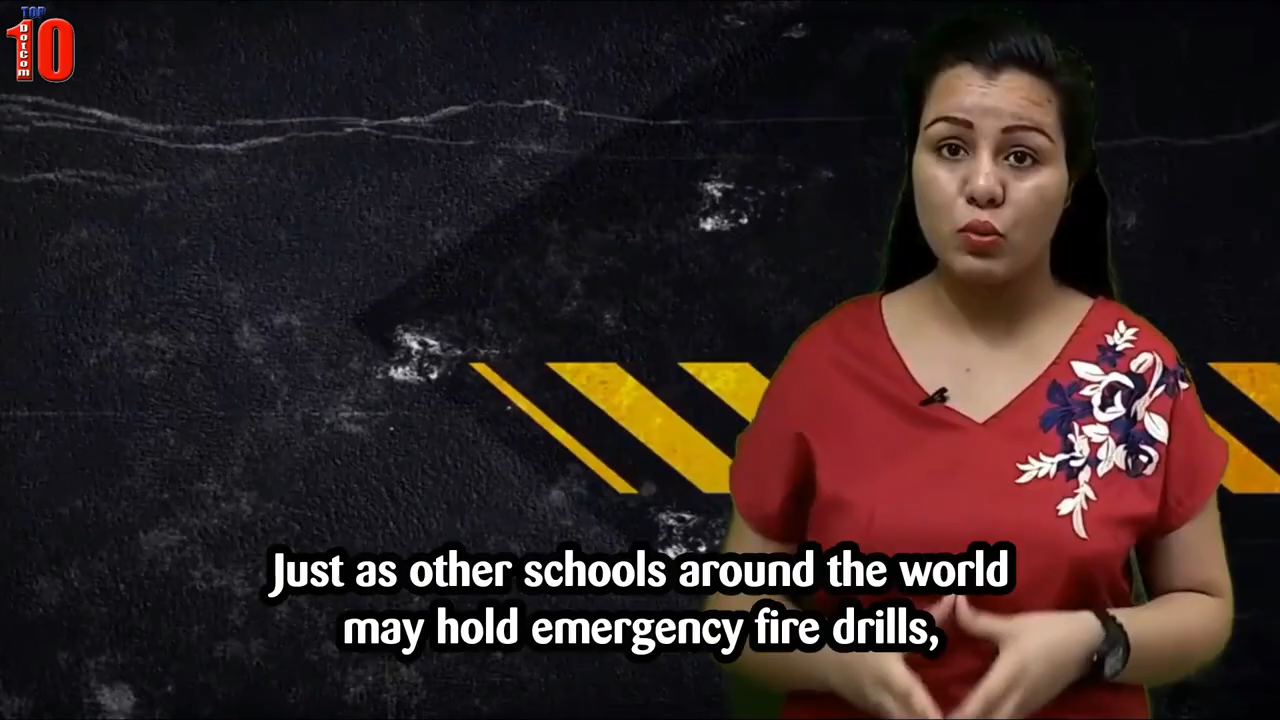 TOP
10
DotCom
Just as other schools around the world
may hold emergency fire drills,